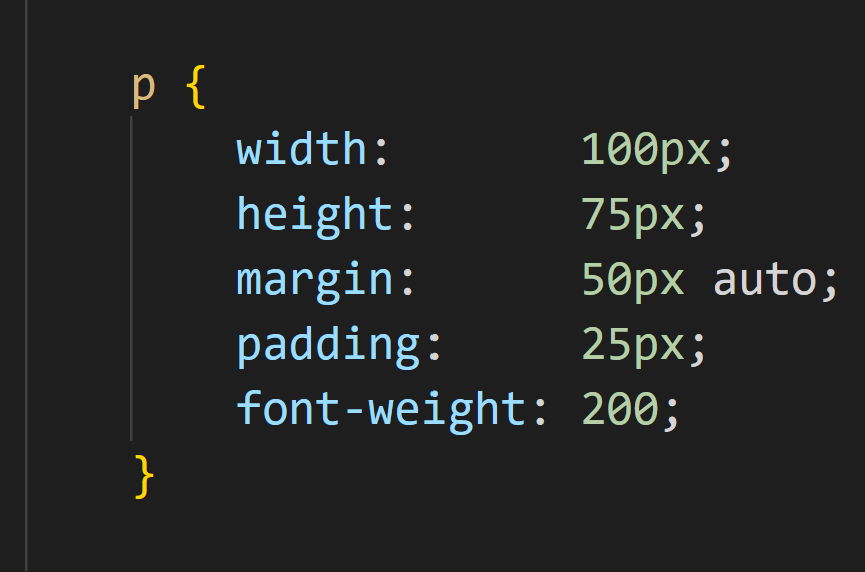 p {
    width:       100px;
    height:      75px;
    margin:      50px auto;
    padding:     25px;
    font-weight: 200;
}